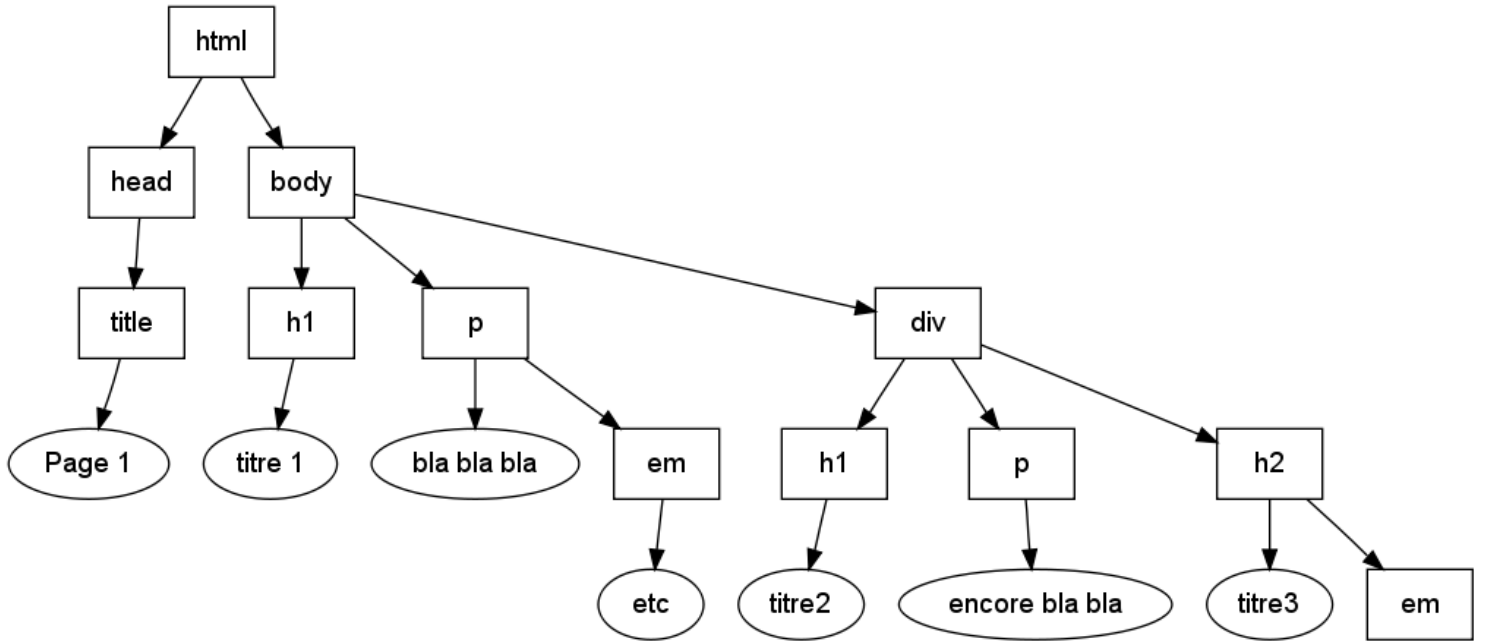 html
head
body
title
h1
p
div
Page 1
titre 1
bla bla bla
em
h1
p
h2
etc
titre2
encore bla bla
titre3
em